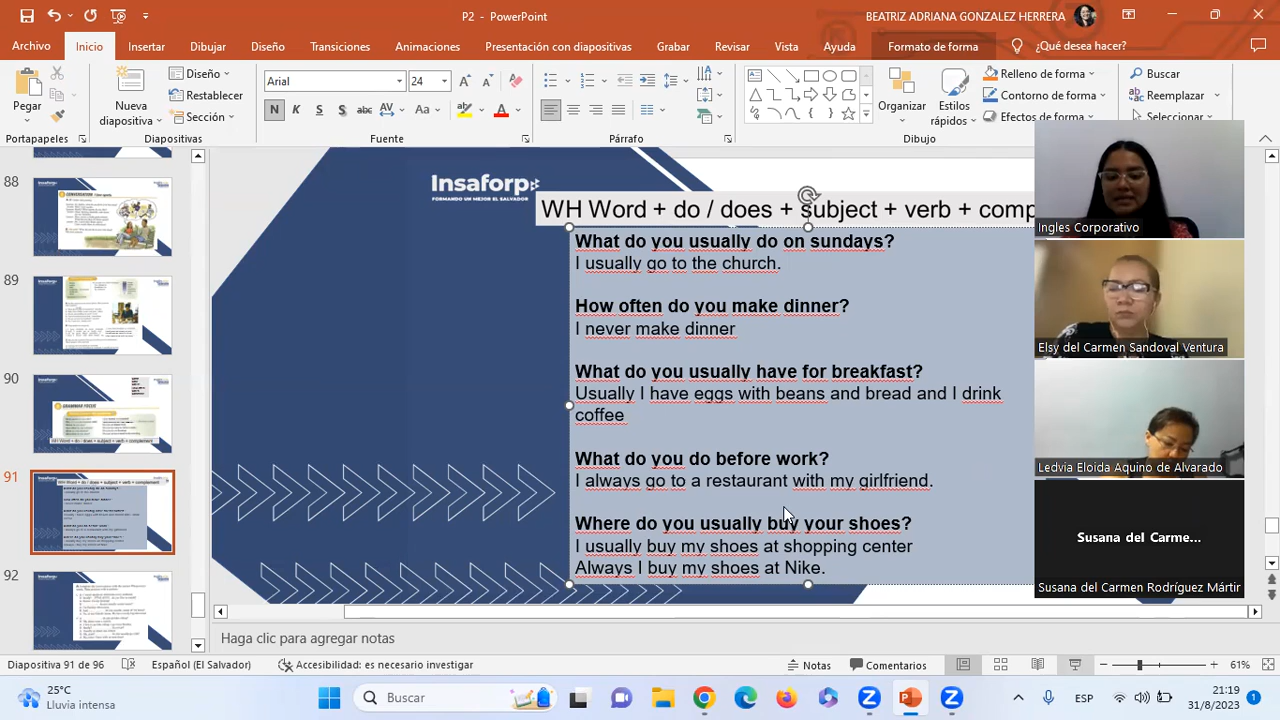 P2 - PowerPoint
BEATRIZ ADRIANA GONZALEZ HERRERA
Archivo Inicio Insertar Dibujar Diseño Transiciones Animaciones Presentación con diapositivas Grabar Revisar Vista Ayuda Formato de forma ¿Qué desea hacer?
Pegar
Nueva diapositiva
Diseño
Restablecer
Sección
Arial 24
N K S abc AV Aa A
Organizar
Estilos rápidos
Relleno de forma
Contorno de forma
Efectos de forma
Buscar
Reemplazar
Seleccionar
Portapapeles Diapositivas Fuente Párrafo Dibujo
88
89
90
91
92
Insaforp
FORMANDO UN MEJOR EL SALVADOR
WH Word + do / does subject + verb + comp
What do you usually do on sundays?
I usually go to the church.
How often do you make dinner?
I never make dinner
What do you usually have for breakfast?
Usually I have eggs with beans and bread and I drink
coffee
What do you do before work?
I always go to a restaurant with my girlfriend.
Where do you usually your shoes?
I usually buy my shoes at shopping center
Always I buy my shoes at Nike.
Ingles Corporativo
Elsy del Carmen Sandoval Ventura
Ledvia Eloida Aquino de Alvarado
Susana del Carme...
Susana del Carmen Rodríguez Martír
Haga clic para agregar notas
Diapositiva 91 de 96 Español (El Salvador) Accesibilidad: es necesario investigar Notas Comentarios 61%
25°C
Lluvia intensa
Buscar
ESP
21:19
31/8/2023
1